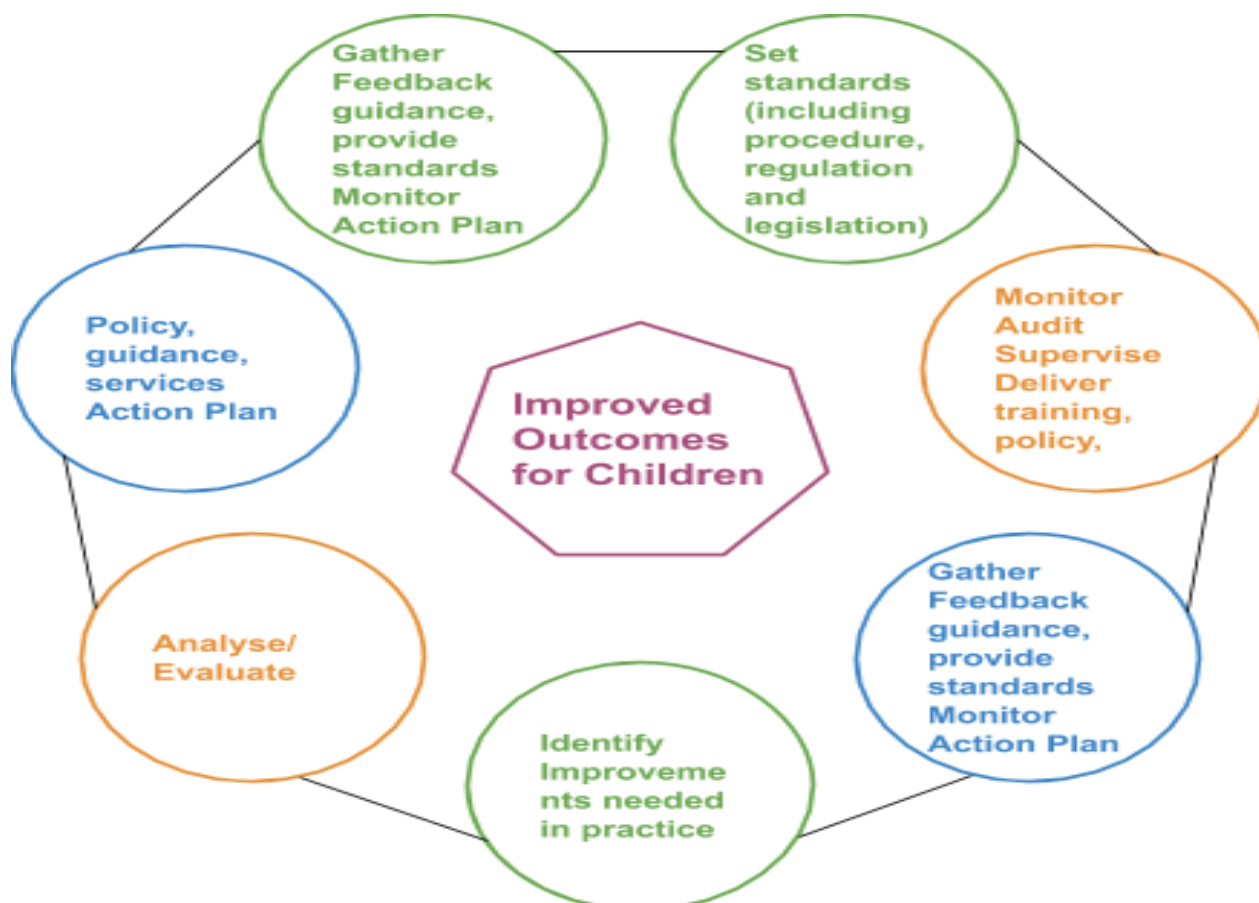 Gather
Feedback
guidance,
provide
standards
Monitor
Action Plan
Set
standards
(including
procedure,
regulation
and
legislation)
Monitor
Audit
Supervise
Deliver
training,
policy,
Gather
Feedback
guidance,
provide
standards
Monitor
Action Plan
Identify
Improveme
nts needed
in practice
Analyse/
Evaluate
Policy,
guidance,
services
Action Plan
Improved
Outcomes
for Children